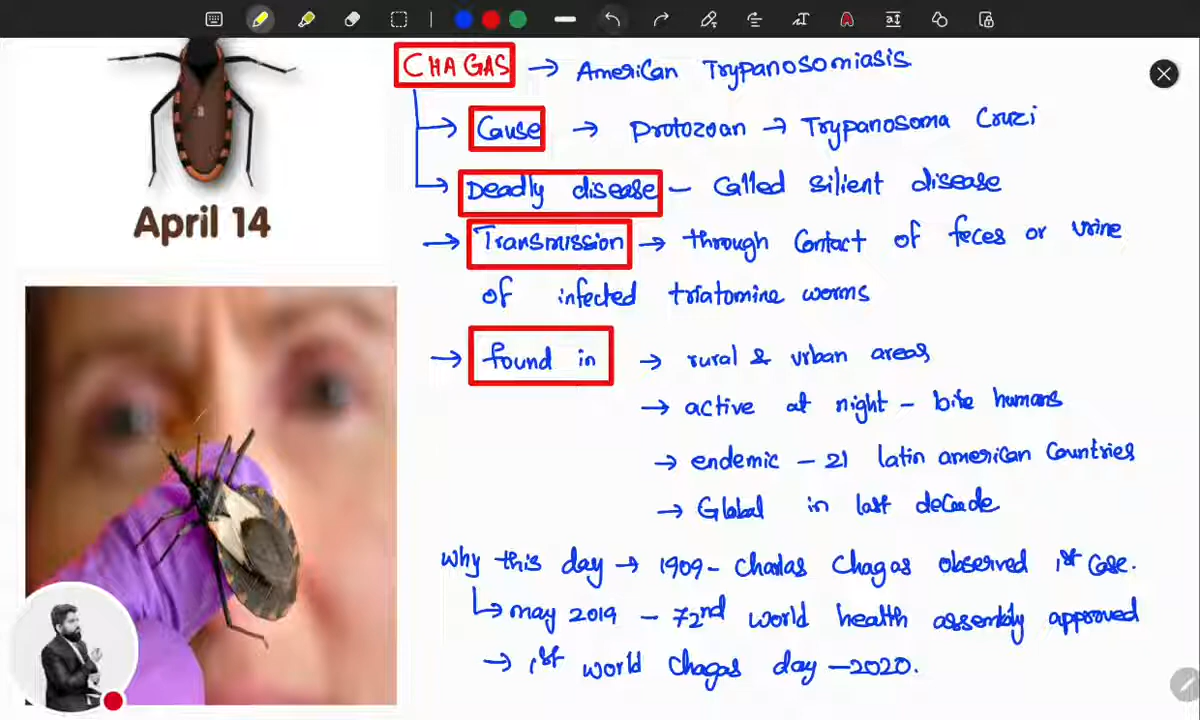 CHAGAS → American Trypanosomiasis
Cause → Protozoan → Trypanosoma Cruzi
Deadly disease – Called silient disease
April 14
Transmission → through Contact of feces or urine
of infected triatomine worms
found in → rural & urban areas
→ active at night – bite humans
→ endemic – 21 latin american Countries
→ Global in last decade
Why this day → 1909 – Charlas Chagas observed 1st Case.
may 2019 – 72nd world health assembly approved
→ 1st world Chagas day – 2020.